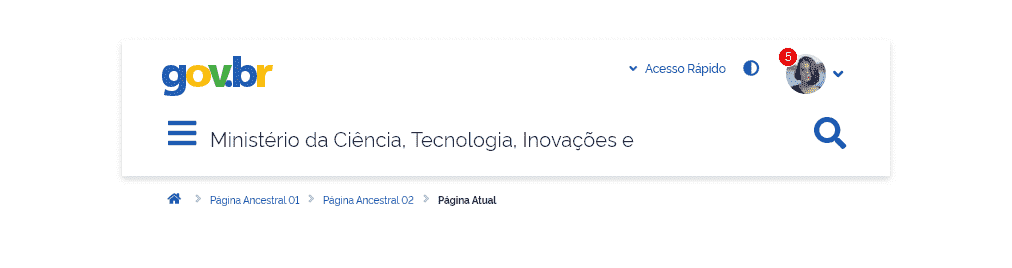 gov.br
Acesso Rápido
5
Ministério da Ciência, Tecnologia, Inovações e
Página Ancestral 01 Página Ancestral 02 Página Atual